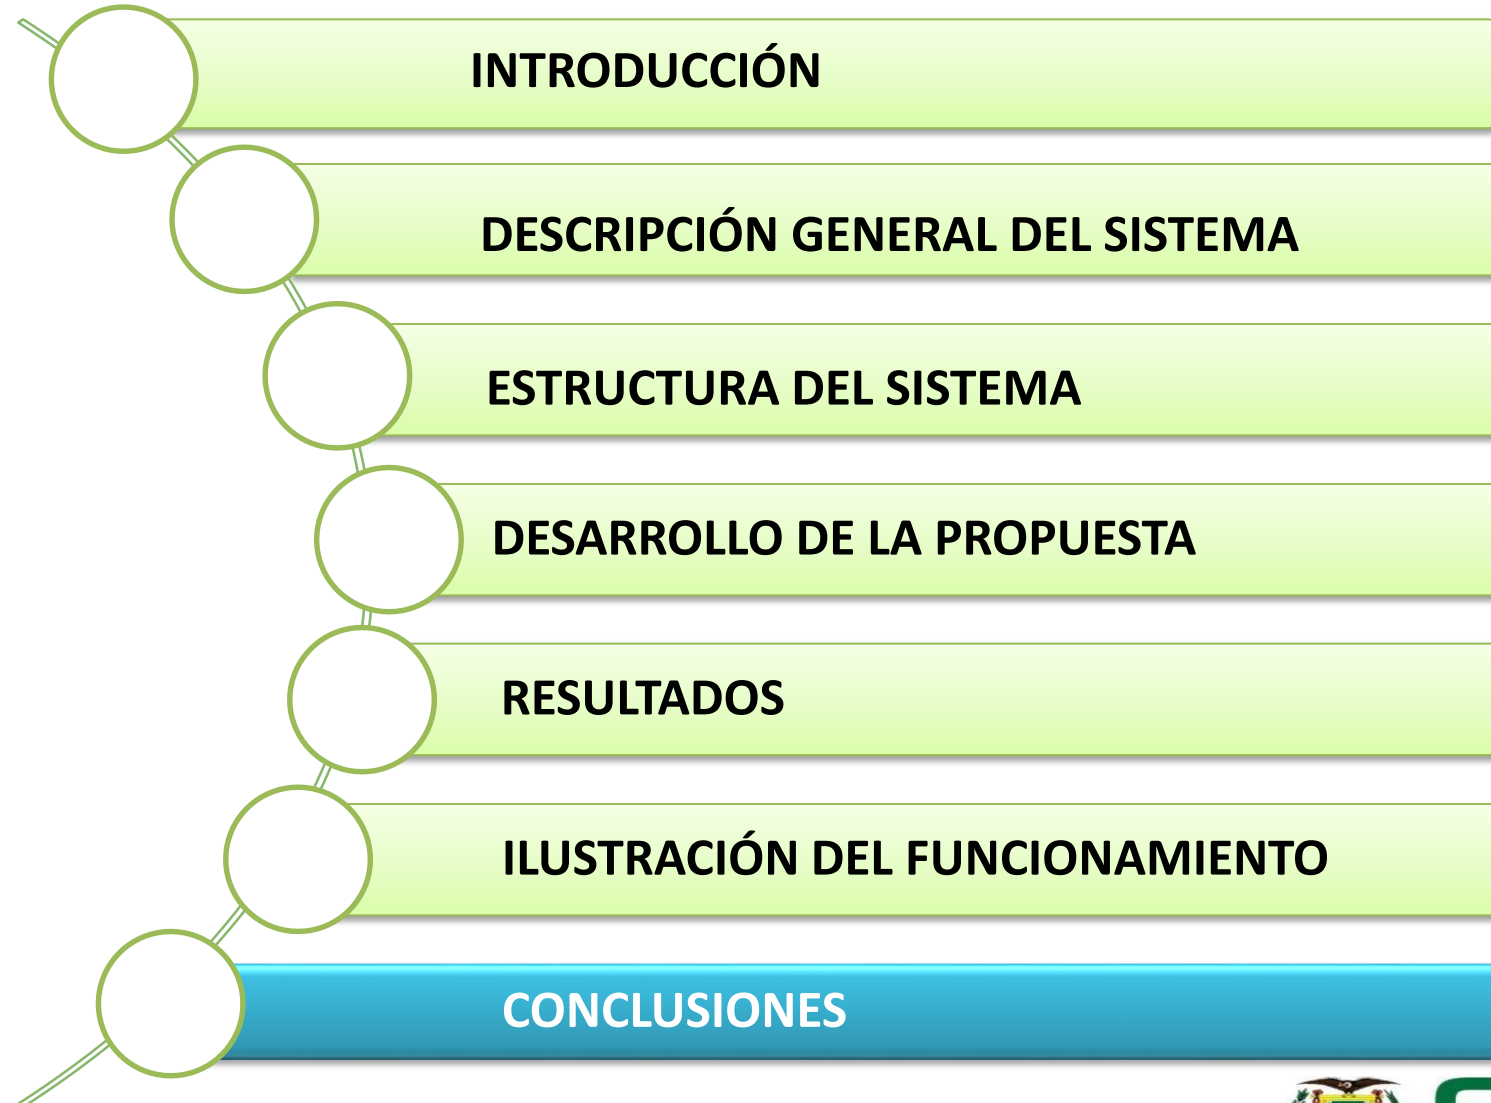 INTRODUCCIÓN
DESCRIPCIÓN GENERAL DEL SISTEMA
ESTRUCTURA DEL SISTEMA
DESARROLLO DE LA PROPUESTA
RESULTADOS
ILUSTRACIÓN DEL FUNCIONAMIENTO
CONCLUSIONES